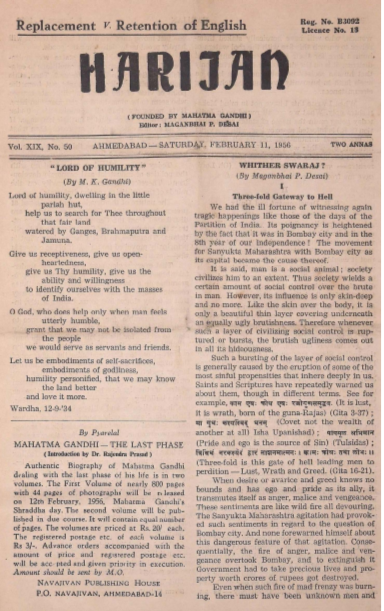 Replacement V. Retention of English
Reg. No. B3092
Licence No. 18
HARIJAN
( FOUNDED BY MAHATMA GANDHI )
Editor : MAGANBHAI P. DESAI
Vol. XIX, No. 50
AHMEDABAD — SATURDAY, FEBRUARY 11, 1956
TWO ANNAS
"LORD OF HUMILITY"
(By M. K. Gandhi)
Lord of humility, dwelling in the little
pariah hut,
help us to search for Thee throughout
that fair land
watered by Ganges, Brahmaputra and
Jamuna.
Give us receptiveness, give us open-
heartedness,
give us Thy humility, give us the
ability and willingness
to identify ourselves with the masses
of India.
O God, who does help only when man feels
utterly humble,
grant that we may not be isolated from
the people
we would serve as servants and friends.
Let us be embodiments of self-sacrifices,
embodiments of godliness,
humility personified, that we may know
the land better
and love it more.
Wardha, 12-9-'34
By Pyarelal
MAHATMA GANDHI — THE LAST PHASE
(Introduction by Dr. Rajendra Prasad)
Authentic Biography of Mahatma Gandhi
dealing with the last phase of his life is in two
volumes. The First Volume of nearly 800 pages
with 44 pages of photographs will be released
on 12th February, 1956, Mahatma Gandhi's
Shraddha day. The second volume will be pub-
lished in due course. It will contain equal number
of pages. The volumes are priced at Rs. 20/ each.
The registered postage etc. of each volume is
Rs 3/-. Advance orders accompanied with the
amount of price and registered postage etc.
will be accepted and given priority in execution.
Amount should be sent by M.O.
NAVAJIVAN PUBLISHING HOUSE
P.O. NAVAJIVAN, AHMEDABAD-14
WHITHER SWARAJ ?
(By Maganbhai P. Desai)
I
Three-fold Gateway to Hell
We had the ill fortune of witnessing again
tragic happenings like those of the days of the
Partition of India. Its poignancy is heightened
by the fact that it was in Bombay city and in the
8th year of our independence ! The movement
for Samyukta Maharashtra with Bombay city as
its capital became the cause thereof.
It is said, man is a social animal ; society
civilizes him to an extent. Thus society wields a
certain amount of social control over the brute
in man. However, its influence is only skin-deep
and no more. Like the skin over the body, it is
only a beautiful thin layer covering underneath
an equally ugly brutishness. Therefore whenever
such a layer of civilizing social control is rup-
tured or bursts, the brutish ugliness comes out
in all its hideousness.
Such a bursting of the layer of social control
is generally caused by the eruption of some of the
most sinful propensities that inhere deeply in us.
Saints and Scriptures have repeatedly warned us
about them, though in different terms. See for
example, काम एष: क्रोध एष: रजोगुणसमुद्भव: (It is lust,
it is wrath, born of the guna-Rajas) (Gita 3-37) ;
मा गृध: कस्यस्विद् धनम् (Covet not the wealth of
another at all) Isha Upanishad) ; पापमूल अभिमान
(Pride and ego is the source of Sin) (Tulsidas) ;
त्रिविधं नरकस्येदं द्वारं नाशनमात्मन: । काम: क्रोधस्तथा लोभ: ।।
(Three-fold is this gate of hell leading men to
perdition — Lust, Wrath and Greed. (Gita 16-21).
When desire or avarice and greed knows no
bounds and has ego and pride as its ally, it
transmutes itself as anger, malice and vengeance.
These sentiments are like wild fire all devouring.
The Sanyukta Maharashtra agitation had provok-
ed such sentiments in regard to the question of
Bombay City, and none forewarned himself about
this dangerous feature of that agitation. Conse-
quentially, the fire of anger, malice and ven-
geance overtook Bombay, and to extinguish it
Government had to take precious lives and pro-
perty worth crores of rupees got destroyed.
Even when such fire of mad frenzy was burn-
ing, there must have been unknown men and